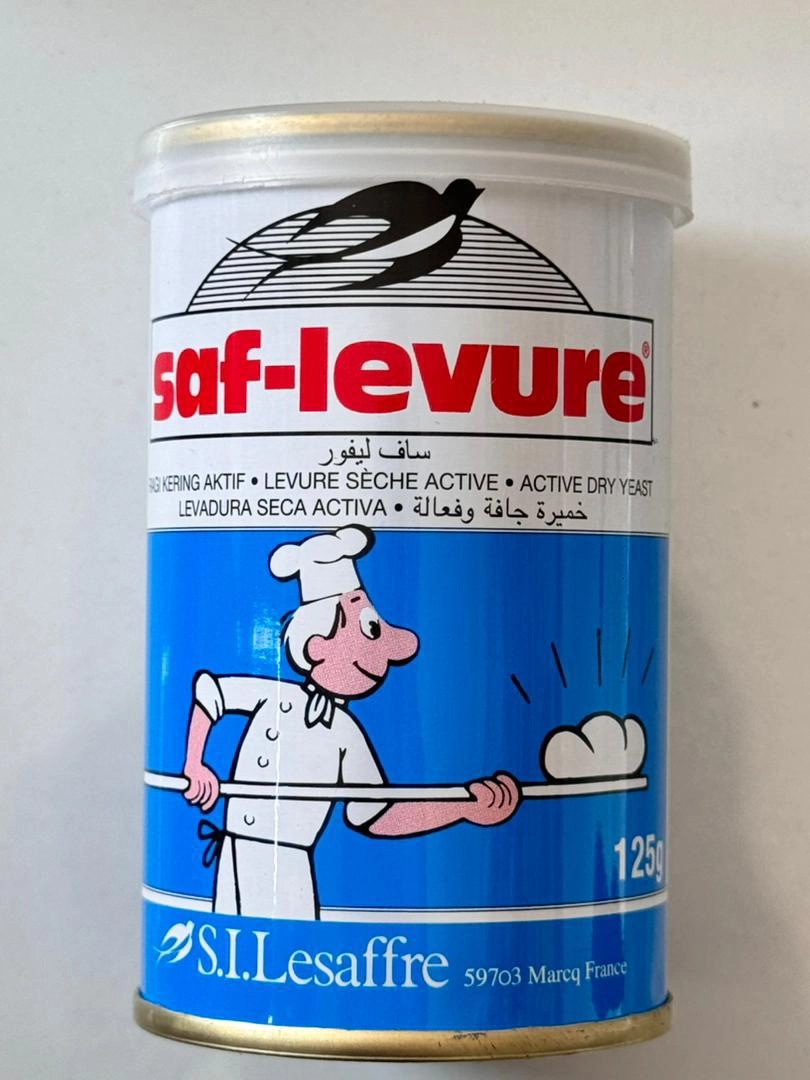 saf-levure®
ساف ليفور
RAGI KERING AKTIF • LEVURE SÈCHE ACTIVE • ACTIVE DRY YEAST
LEVADURA SECA ACTIVA • خميرة جافة وفعالة
125g
S.I.Lesaffre 59703 Marcq France